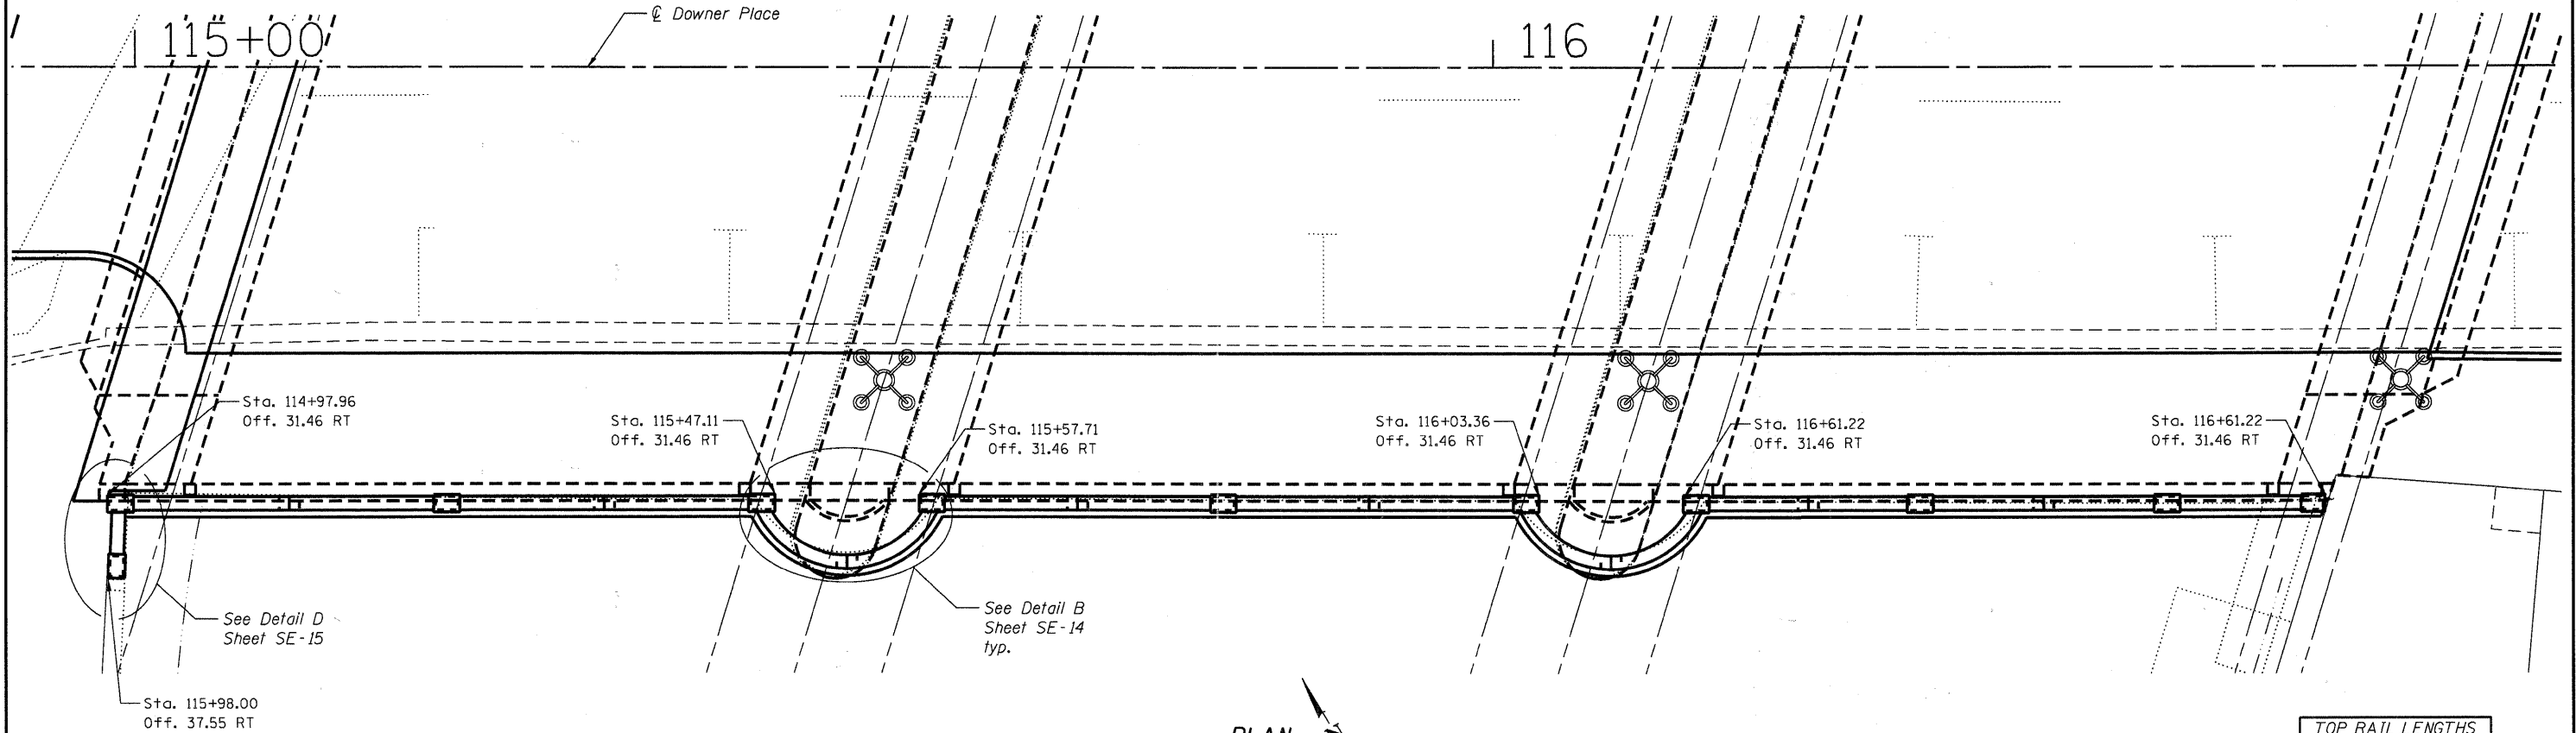 ℄ Downer Place
115+00
116
Sta. 114+97.96
Off. 31.46 RT
Sta. 115+47.11
Off. 31.46 RT
Sta. 115+57.71
Off. 31.46 RT
Sta. 116+03.36
Off. 31.46 RT
Sta. 116+61.22
Off. 31.46 RT
Sta. 116+61.22
Off. 31.46 RT
See Detail D
Sheet SE-15
See Detail B
Sheet SE-14
typ.
Sta. 115+98.00
Off. 37.55 RT
PLAN
TOP RAIL LENGTHS